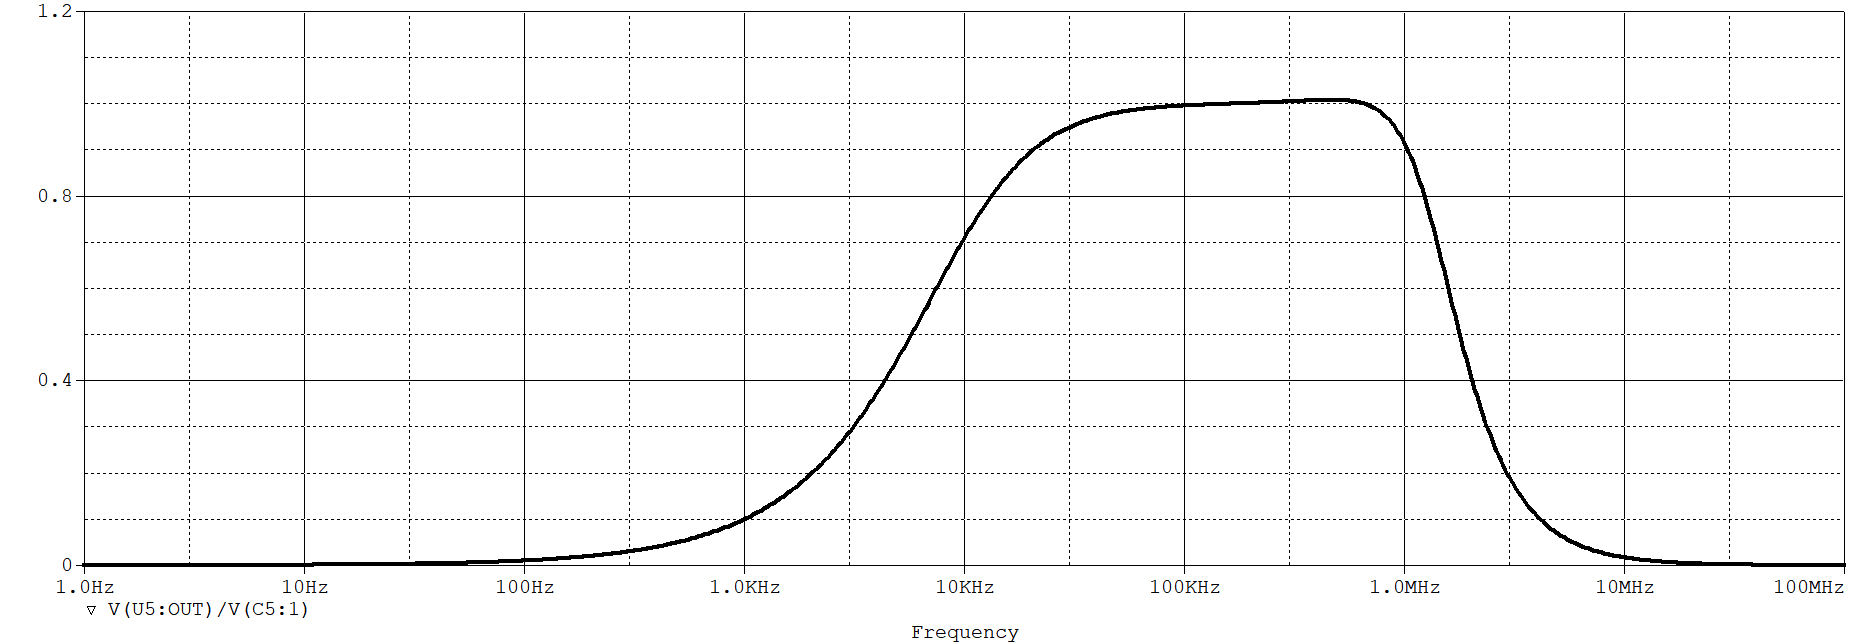 1.2
0.8
0.4
0
1.0Hz 10Hz 100Hz 1.0KHz 10KHz 100KHz 1.0MHz 10MHz 100MHz
▿ V(U5:OUT)/V(C5:1)
Frequency